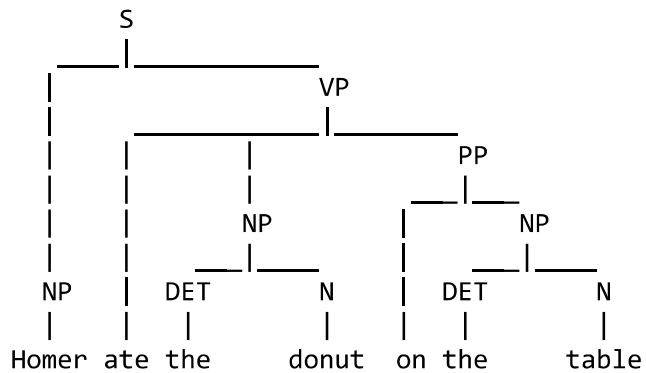 S
VP
PP
NP NP
NP DET N DET N
Homer ate the donut on the table